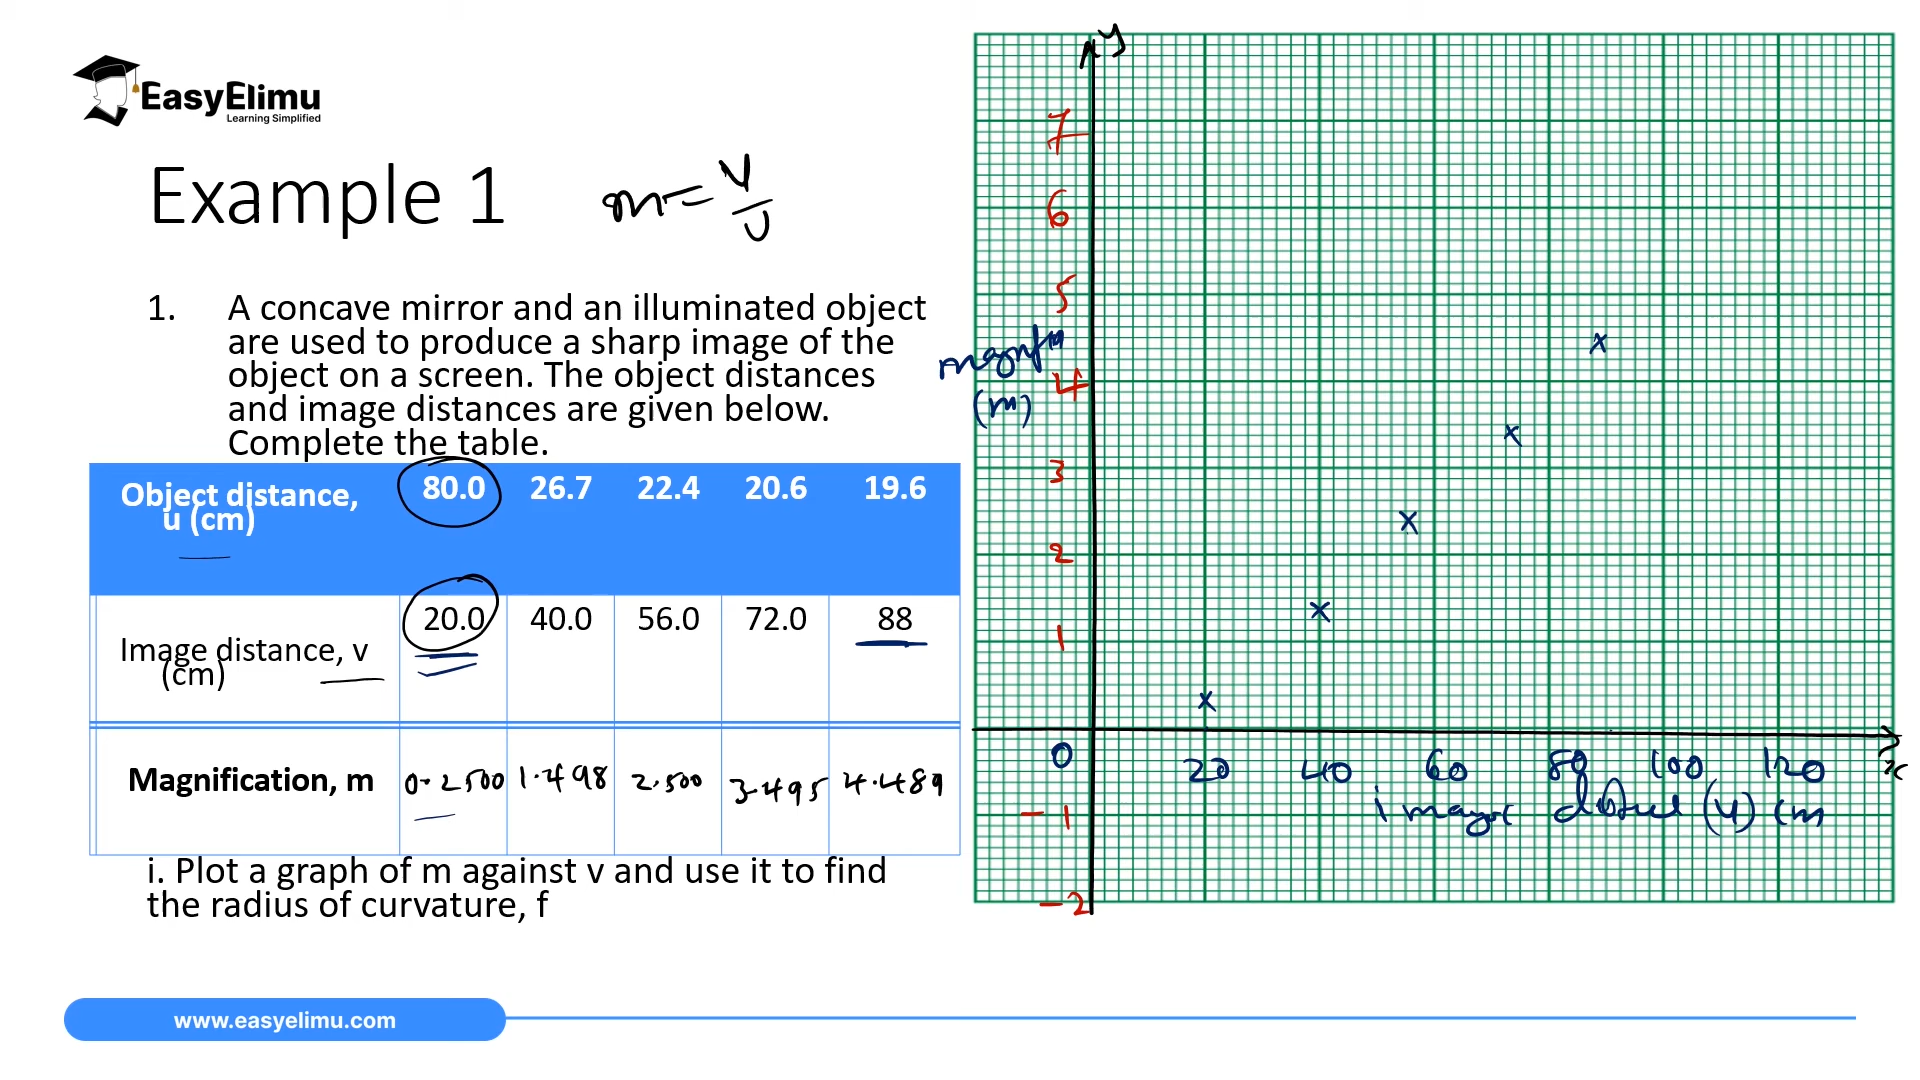 EasyElimu
Learning Simplified
Example 1
m = v/u
1. A concave mirror and an illuminated object
are used to produce a sharp image of the
object on a screen. The object distances
and image distances are given below.
Complete the table.
Object distance, u (cm) 80.0 26.7 22.4 20.6 19.6
Image distance, v (cm) 20.0 40.0 56.0 72.0 88
Magnification, m 0.2500 1.498 2.500 3.495 4.489
i. Plot a graph of m against v and use it to find
the radius of curvature, f
www.easyelimu.com
y
7
6
5
magnfn
4
(m)
3
2
1
0 20 40 60 80 100 120 x
-1
(v) cm
-2